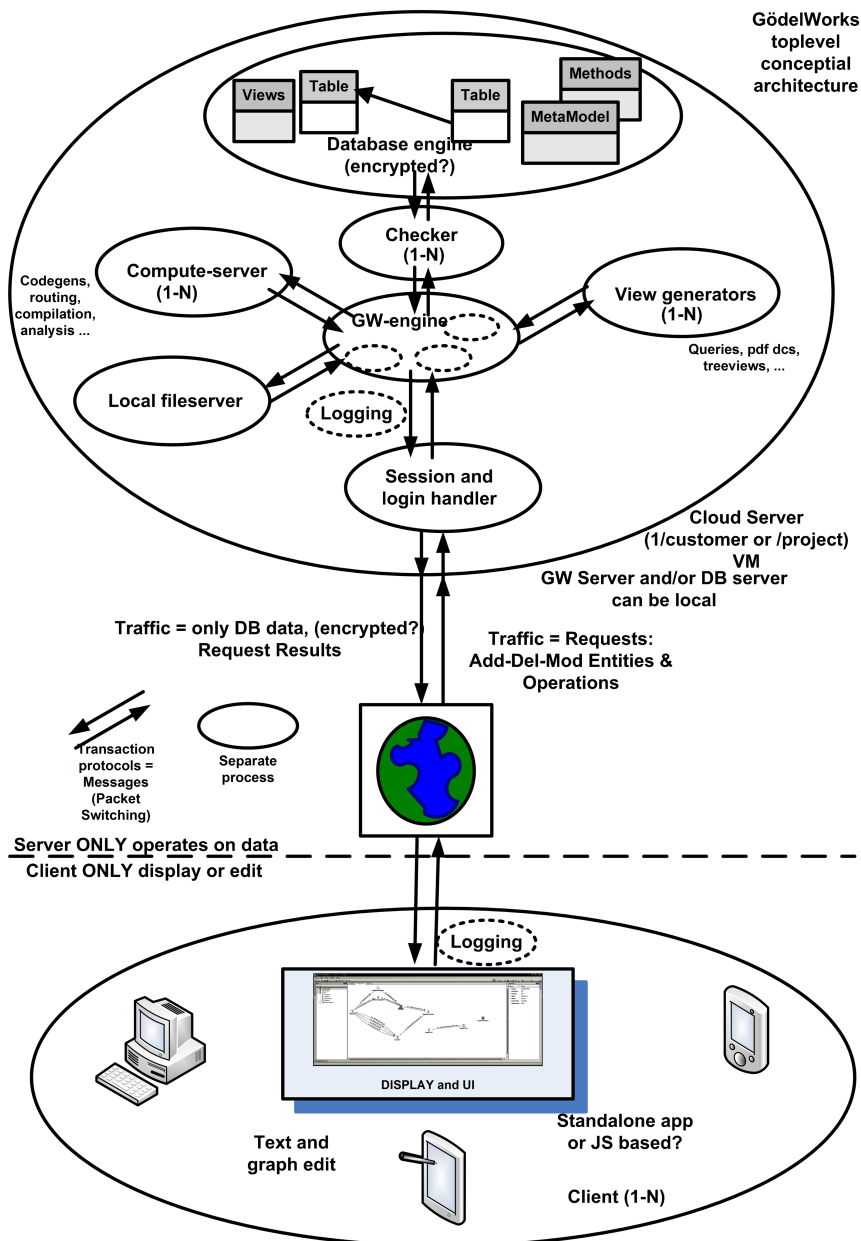 GödelWorks
toplevel
conceptial
architecture
Views
Table
Table
Methods
MetaModel
Database engine
(encrypted?)
Checker
(1-N)
Codegens,
routing,
compilation,
analysis ...
Compute-server
(1-N)
GW-engine
View generators
(1-N)
Queries, pdf dcs,
treeviews, ...
Local fileserver
Logging
Session and
login handler
Cloud Server
(1/customer or /project)
VM
GW Server and/or DB server
can be local
Traffic = only DB data, (encrypted?)
Request Results
Traffic = Requests:
Add-Del-Mod Entities &
Operations
Transaction
protocols =
Messages
(Packet
Switching)
Separate
process
Server ONLY operates on data
Client ONLY display or edit
Logging
DISPLAY and UI
Text and
graph edit
Standalone app
or JS based?
Client (1-N)